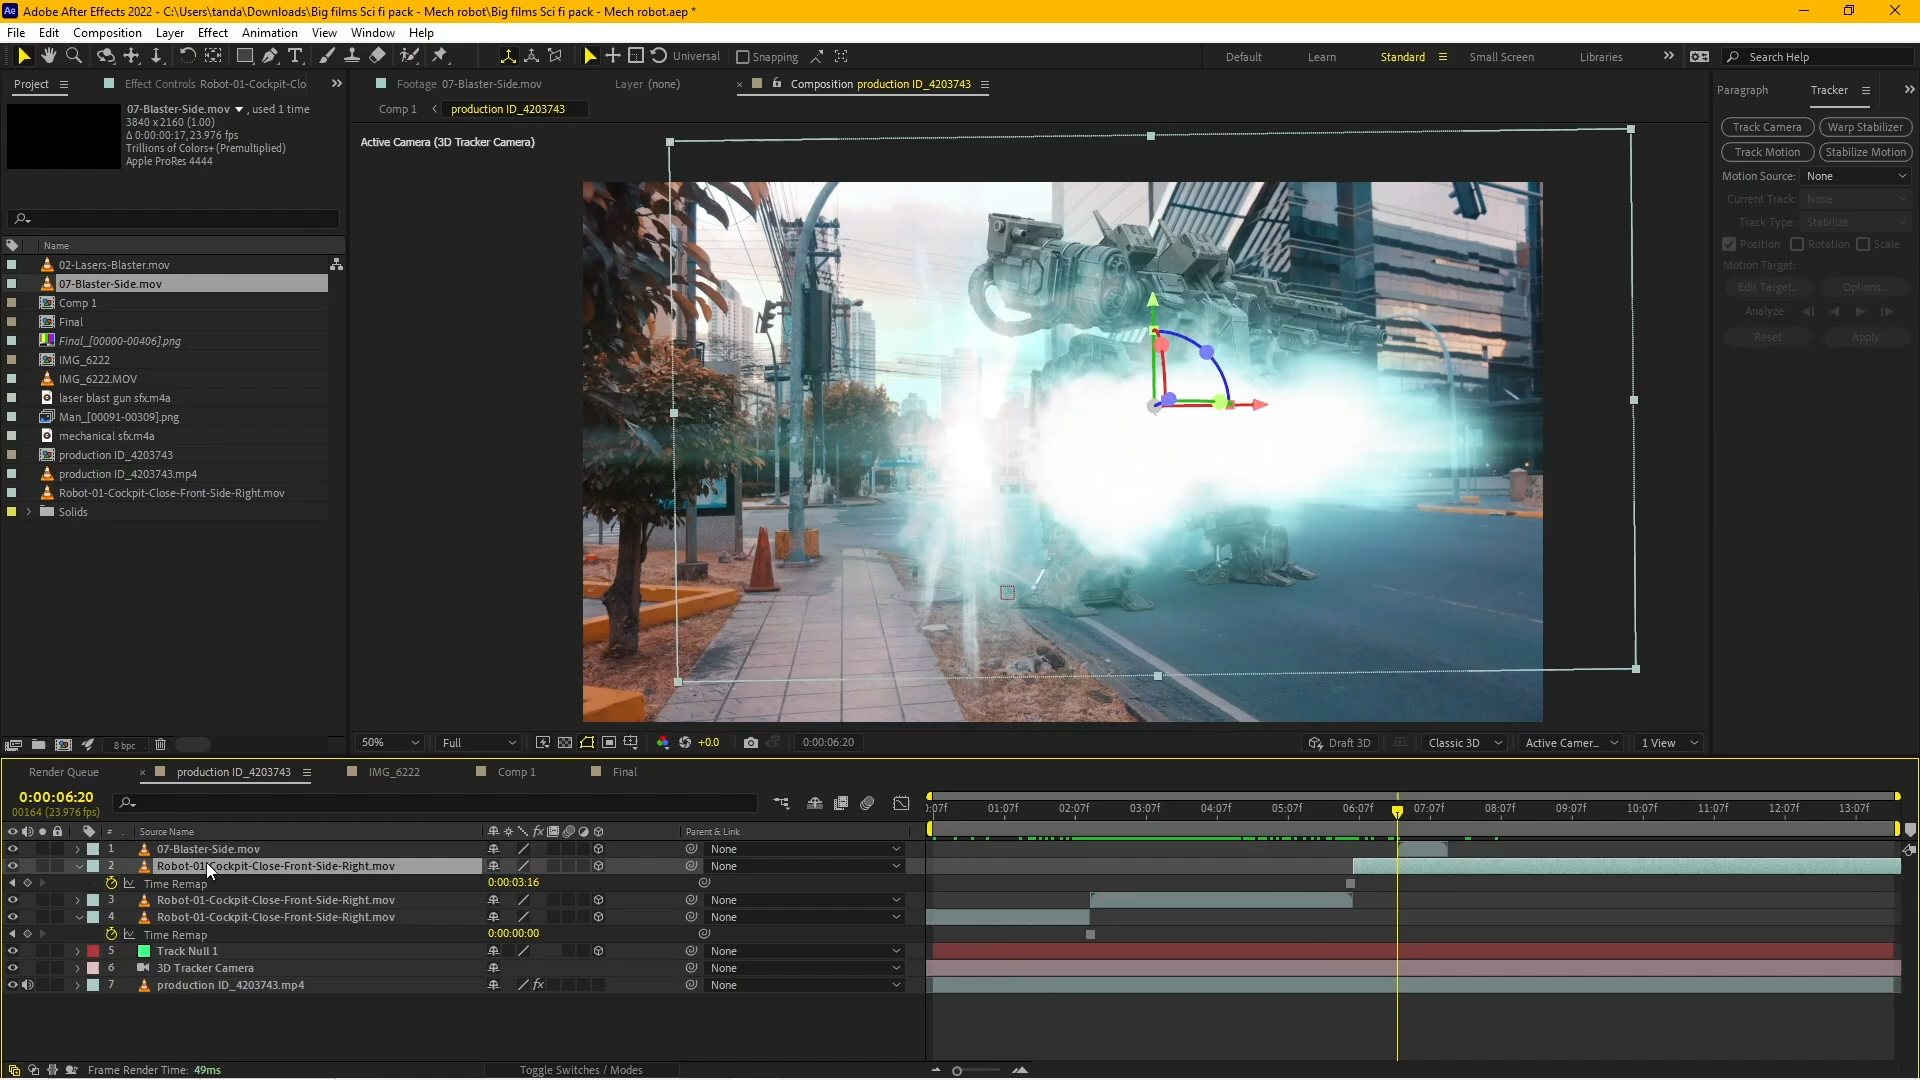 Ae Adobe After Effects 2022 - C:\Users\tanda\Downloads\Big films Sci fi pack - Mech robot\Big films Sci fi pack - Mech robot.aep *
File Edit Composition Layer Effect Animation View Window Help
Universal Snapping Default Learn Standard Small Screen Libraries Search Help
Project Effect Controls Robot-01-Cockpit-Clo Footage 07-Blaster-Side.mov Layer (none) Composition production ID_4203743 Paragraph Tracker
07-Blaster-Side.mov , used 1 time
3840 x 2160 (1.00)
Δ 0:00:00:17, 23.976 fps
Trillions of Colors+ (Premultiplied)
Apple ProRes 4444
Comp 1 production ID_4203743
Active Camera (3D Tracker Camera)
Track Camera Warp Stabilizer
Track Motion Stabilize Motion
Motion Source: None
Current Track: None
Track Type: Stabilize
Position Rotation Scale
Motion Target:
Edit Target... Options...
Analyze:
Reset Apply
Name
02-Lasers-Blaster.mov
07-Blaster-Side.mov
Comp 1
Final
Final_[00000-00406].png
IMG_6222
IMG_6222.MOV
laser blast gun sfx.m4a
Man_[00091-00309].png
mechanical sfx.m4a
production ID_4203743
production ID_4203743.mp4
Robot-01-Cockpit-Close-Front-Side-Right.mov
Solids
8 bpc
50% Full +0.0 0:00:06:20 Draft 3D Classic 3D Active Camer... 1 View
Render Queue production ID_4203743 IMG_6222 Comp 1 Final
0:00:06:20
00164 (23.976 fps)
):07f 01:07f 02:07f 03:07f 04:07f 05:07f 06:07f 07:07f 08:07f 09:07f 10:07f 11:07f 12:07f 13:07f
# Source Name fx Parent & Link
1 07-Blaster-Side.mov None
2 Robot-01-Cockpit-Close-Front-Side-Right.mov None
Time Remap 0:00:03:16
3 Robot-01-Cockpit-Close-Front-Side-Right.mov None
4 Robot-01-Cockpit-Close-Front-Side-Right.mov None
Time Remap 0:00:00:00
5 Track Null 1 None
6 3D Tracker Camera None
7 production ID_4203743.mp4 fx None
Frame Render Time: 49ms Toggle Switches / Modes